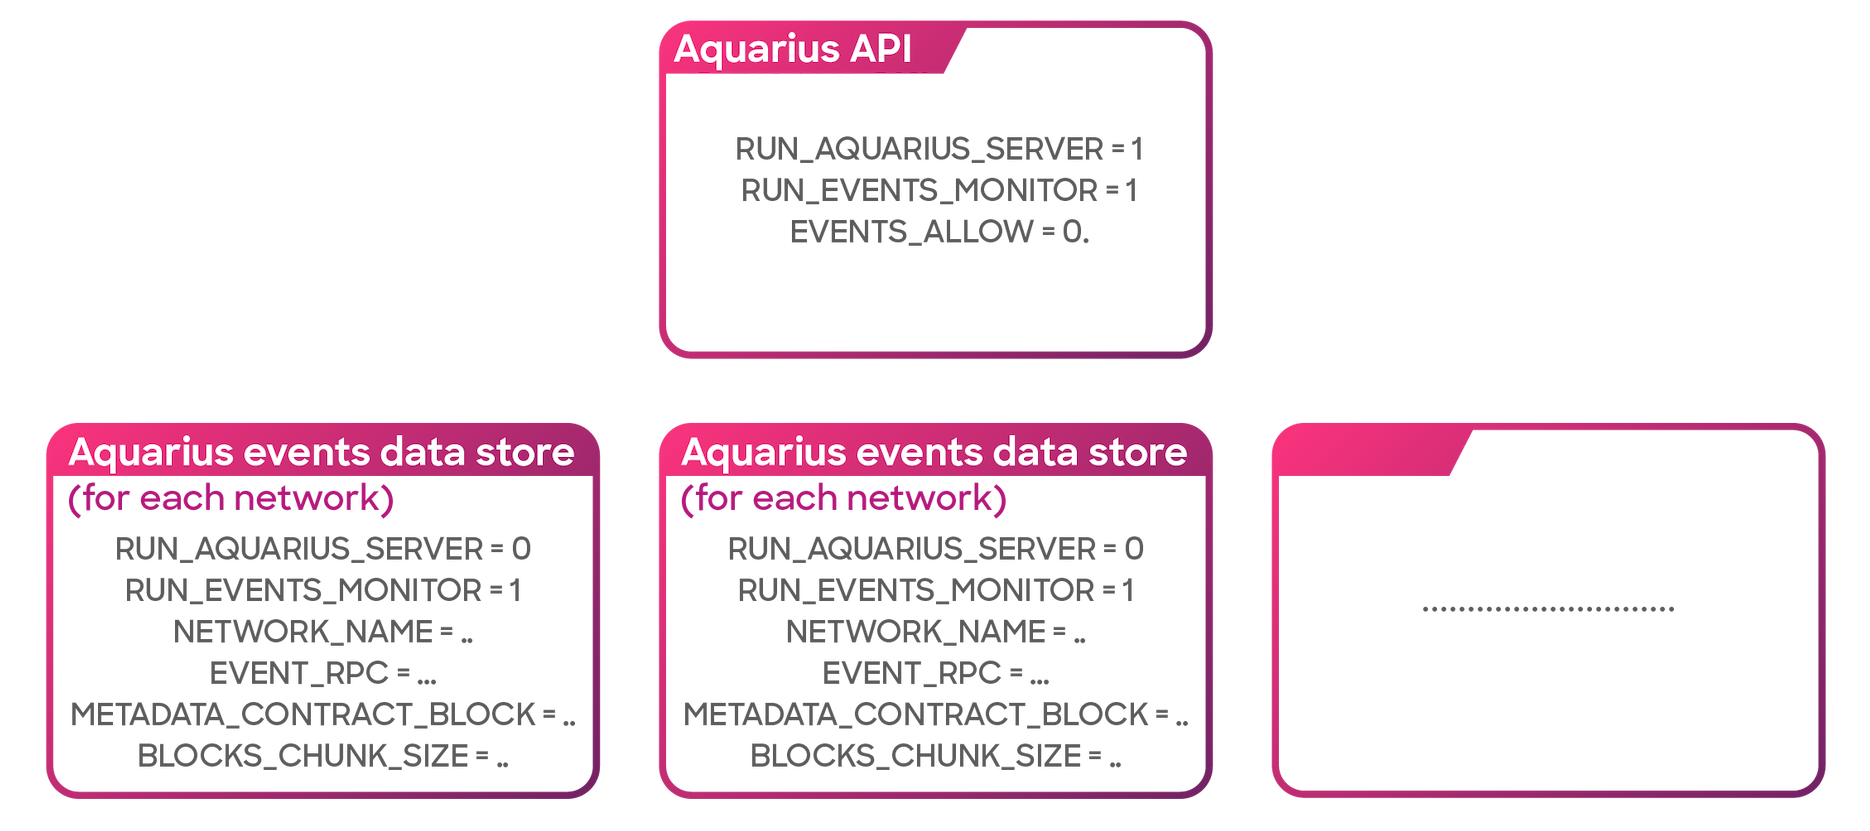 Aquarius API
RUN_AQUARIUS_SERVER = 1
RUN_EVENTS_MONITOR = 1
EVENTS_ALLOW = 0.
Aquarius events data store
(for each network)
RUN_AQUARIUS_SERVER = 0
RUN_EVENTS_MONITOR = 1
NETWORK_NAME = ..
EVENT_RPC = ...
METADATA_CONTRACT_BLOCK = ..
BLOCKS_CHUNK_SIZE = ..
Aquarius events data store
(for each network)
RUN_AQUARIUS_SERVER = 0
RUN_EVENTS_MONITOR = 1
NETWORK_NAME = ..
EVENT_RPC = ...
METADATA_CONTRACT_BLOCK = ..
BLOCKS_CHUNK_SIZE = ..
............................